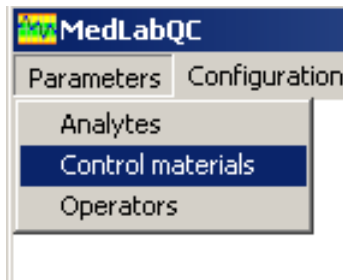 MedLabQC
Parameters Configuration
Analytes
Control materials
Operators